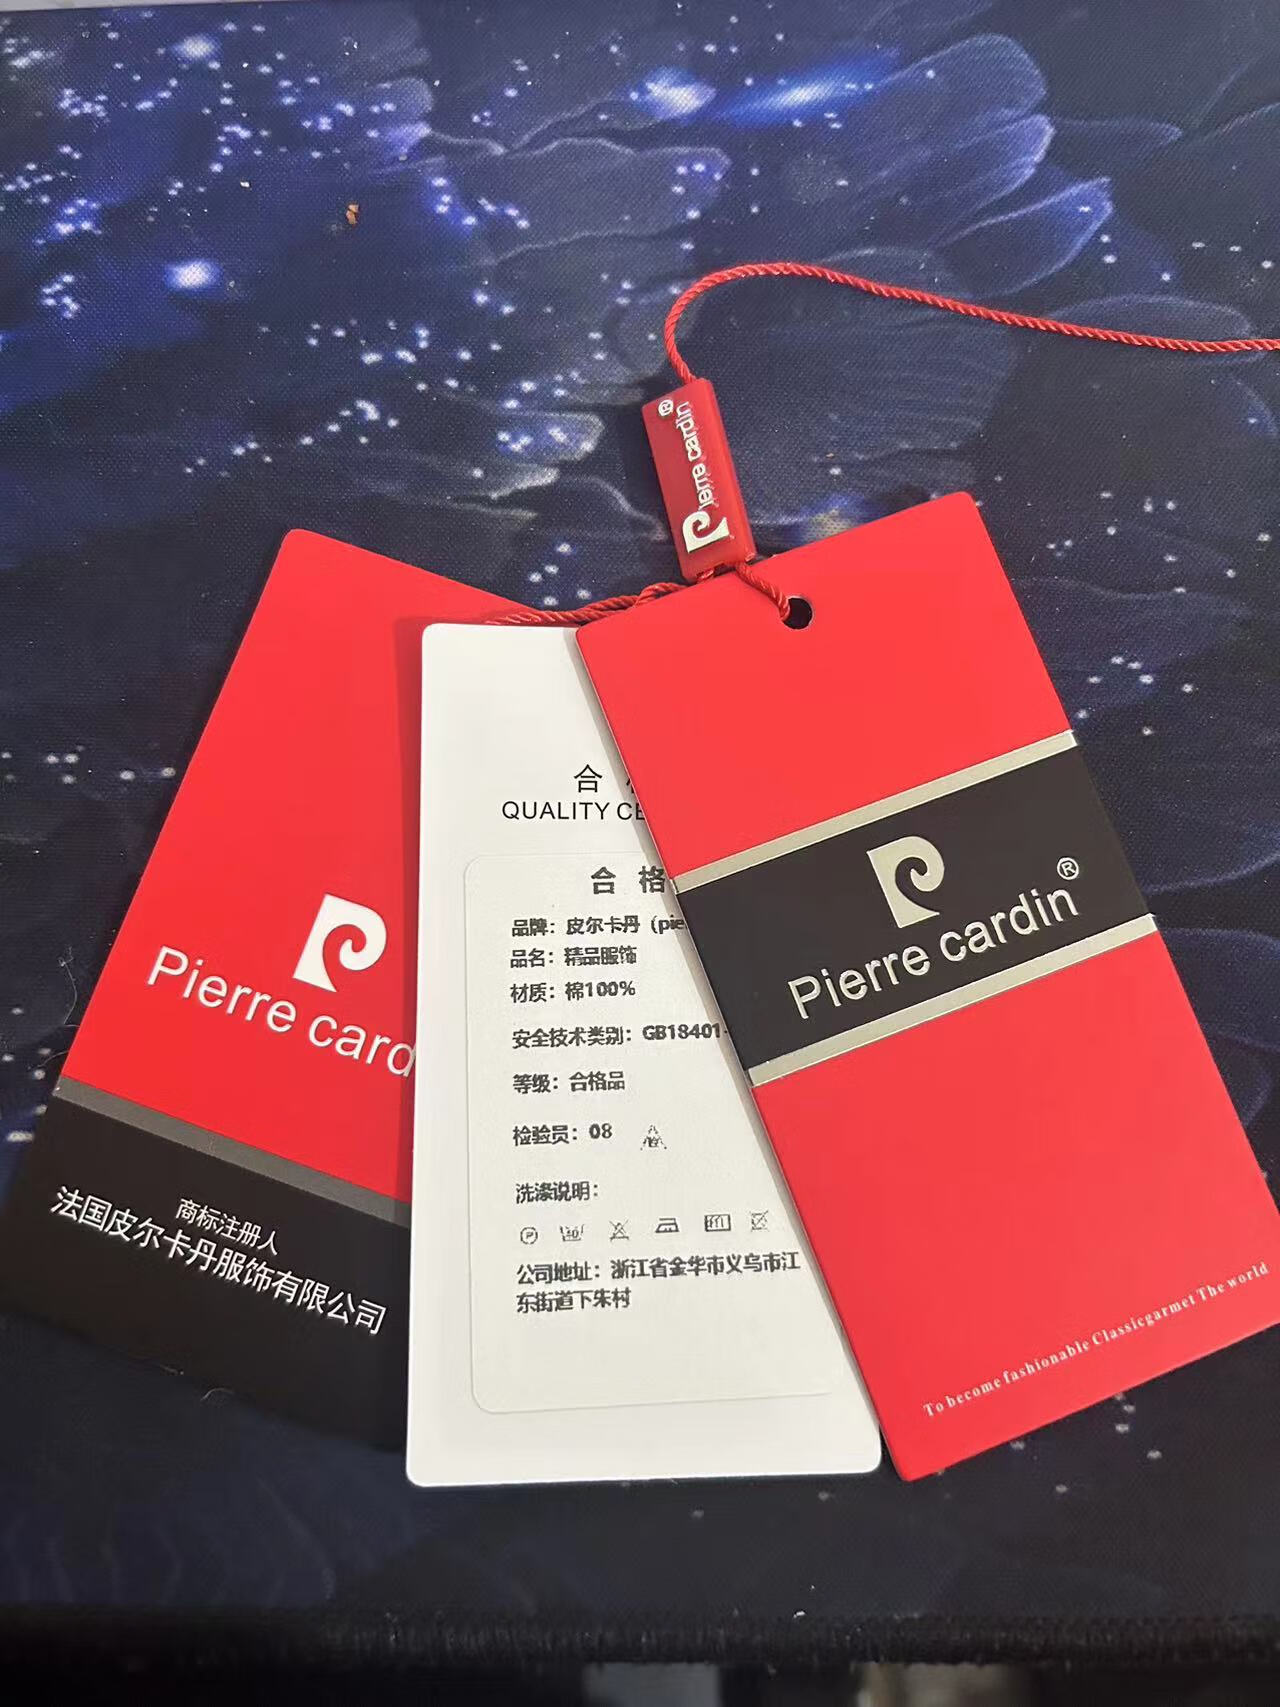 Pierre cardin®
Pierre card
商标注册人
法国皮尔卡丹服饰有限公司
合
QUALITY CE
合 格
品牌：皮尔卡丹（pie
品名：精品服饰
材质：棉100%
安全技术类别：GB18401-
等级：合格品
检验员：08
洗涤说明：
公司地址：浙江省金华市义乌市江
东街道下朱村
Pierre cardin®
To become fashionable Classicgarmet The world